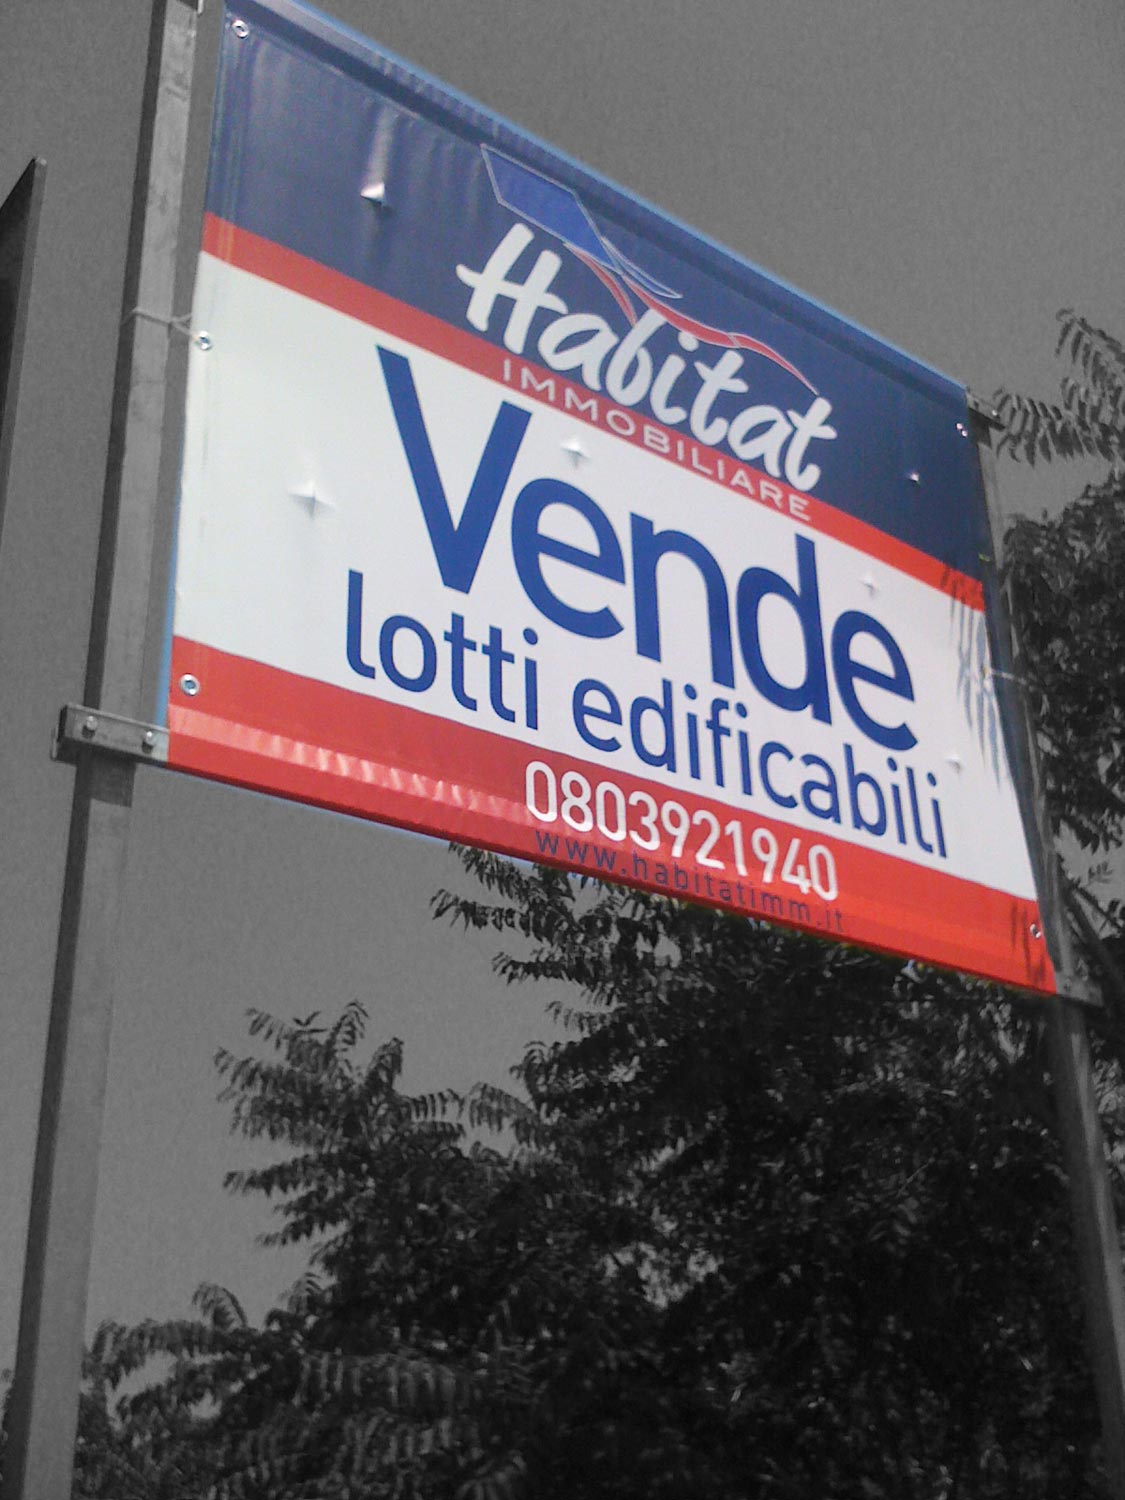 Habitat
IMMOBILIARE
Vende
lotti edificabili
0803921940
www.habitatimm.it